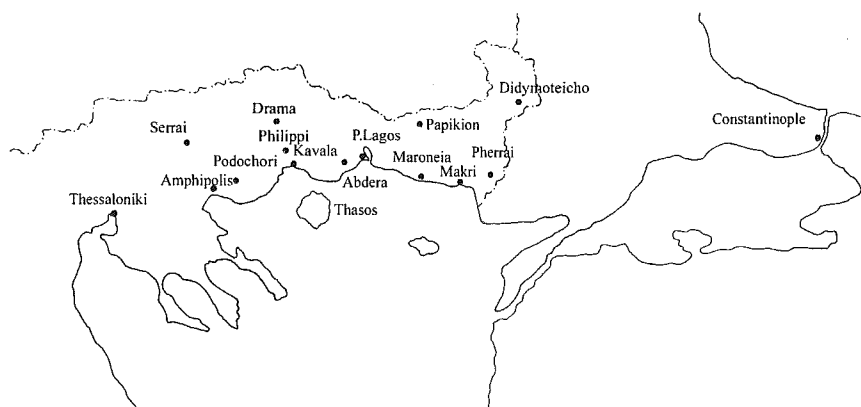 Didymoteicho
Drama
Papikion
Constantinople
Serrai
Philippi
P.Lagos
Kavala
Podochori
Maroneia
Pherrai
Amphipolis
Abdera
Makri
Thessaloniki
Thasos